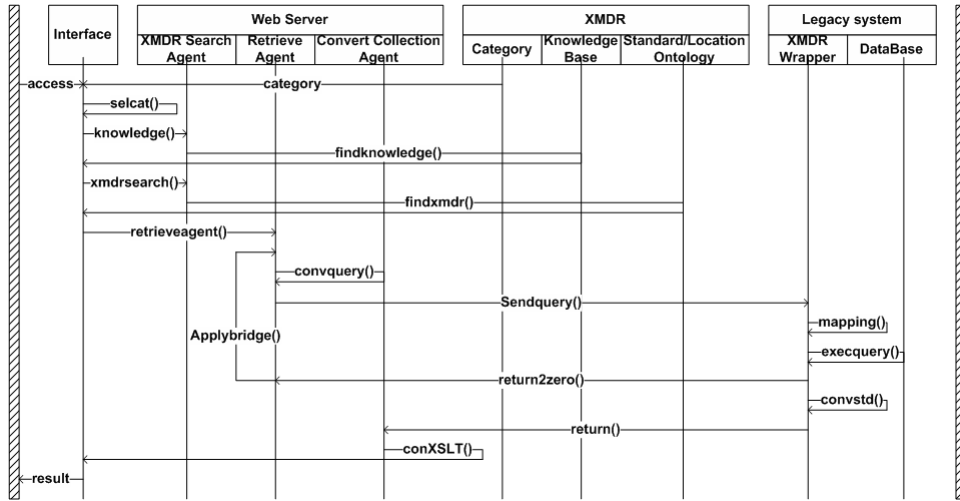 Interface
Web Server
XMDR
Legacy system
XMDR Search Agent
Retrieve Agent
Convert Collection Agent
Category
Knowledge Base
Standard/Location Ontology
XMDR Wrapper
DataBase
access
category
selcat()
knowledge()
findknowledge()
xmdrsearch()
findxmdr()
retrieveagent()
convquery()
Sendquery()
mapping()
Applybridge()
execquery()
return2zero()
convstd()
return()
conXSLT()
result